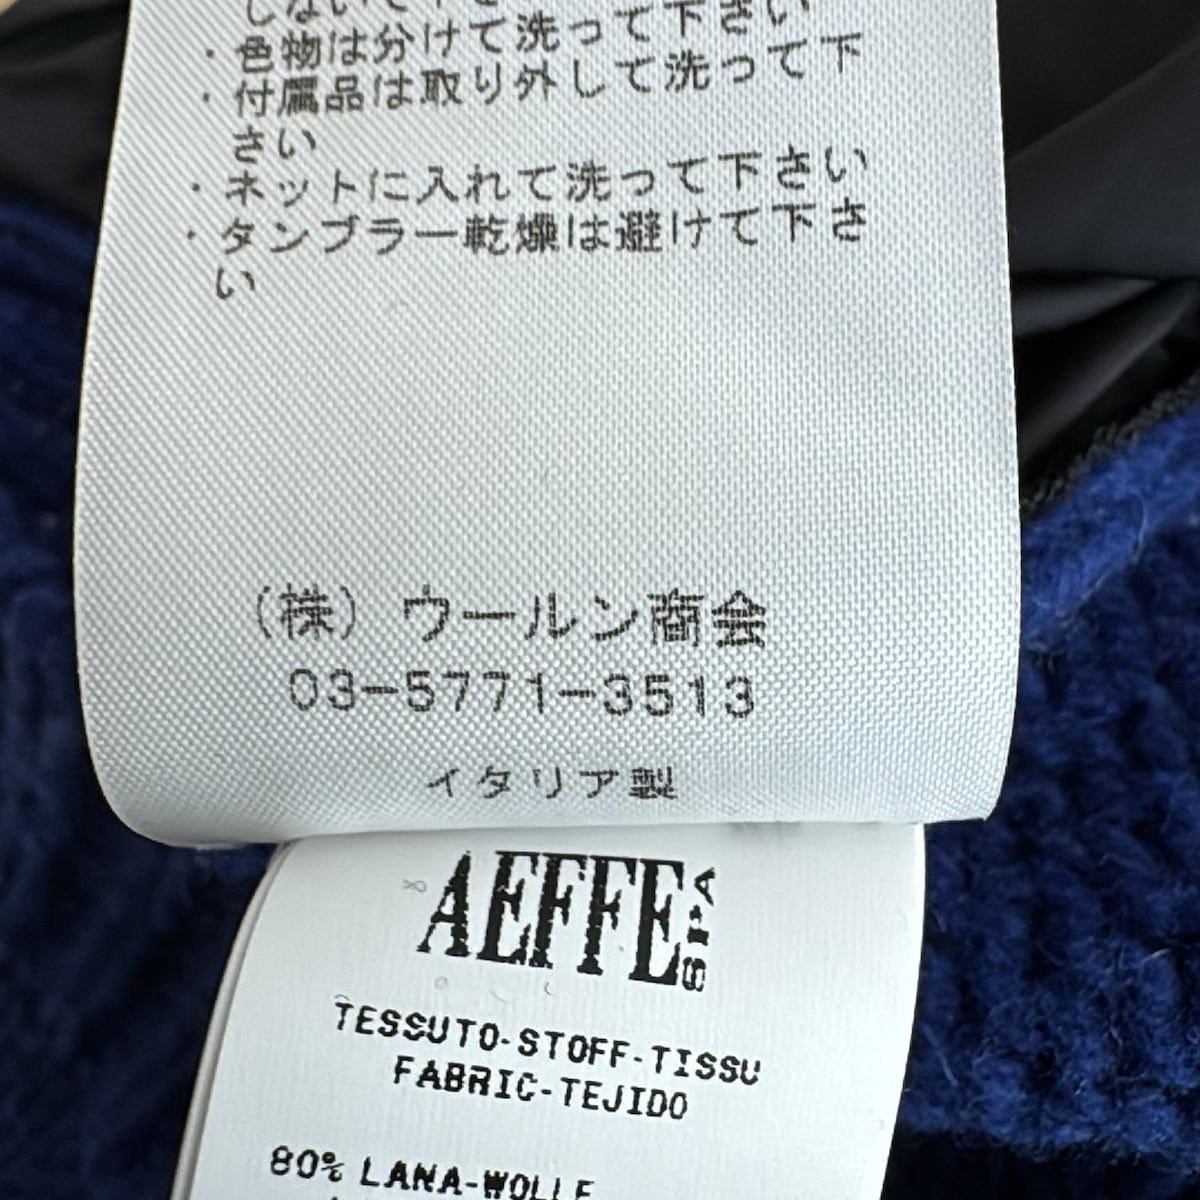 しないで下さい
・色物は分けて洗って下さい
・付属品は取り外して洗って下
さい
・ネットに入れて洗って下さい
・タンブラー乾燥は避けて下さ
い
(株) ウールン商会
03-5771-3513
イタリア製
AEFFE SPA
TESSUTO-STOFF-TISSU
FABRIC-TEJIDO
80% LANA-WOLLE